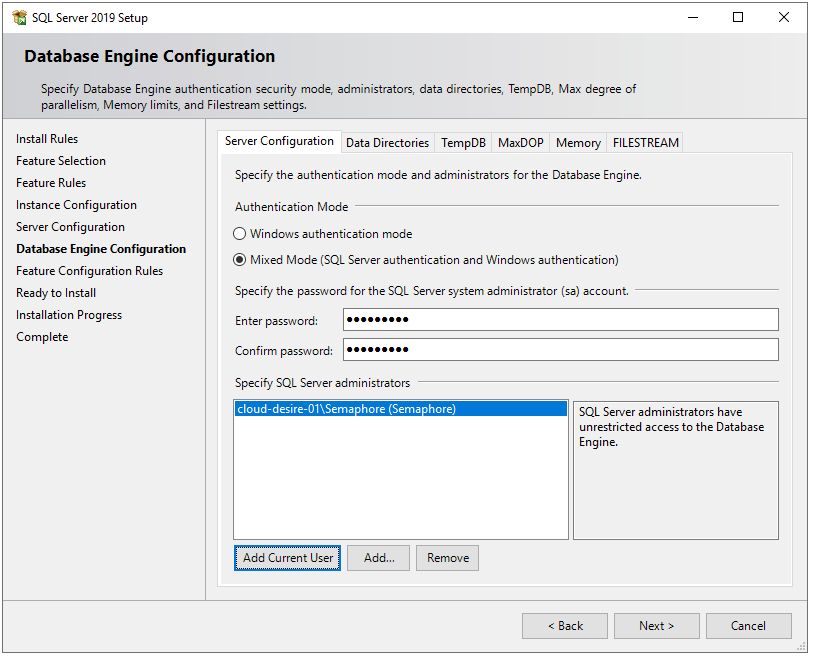 SQL Server 2019 Setup
Database Engine Configuration
Specify Database Engine authentication security mode, administrators, data directories, TempDB, Max degree of
parallelism, Memory limits, and Filestream settings.
Install Rules
Feature Selection
Feature Rules
Instance Configuration
Server Configuration
Database Engine Configuration
Feature Configuration Rules
Ready to Install
Installation Progress
Complete
Server Configuration Data Directories TempDB MaxDOP Memory FILESTREAM
Specify the authentication mode and administrators for the Database Engine.
Authentication Mode
Windows authentication mode
Mixed Mode (SQL Server authentication and Windows authentication)
Specify the password for the SQL Server system administrator (sa) account.
Enter password: ●●●●●●●●●
Confirm password: ●●●●●●●●●
Specify SQL Server administrators
cloud-desire-01\Semaphore (Semaphore)
SQL Server administrators have
unrestricted access to the Database
Engine.
Add Current User Add... Remove
< Back Next > Cancel